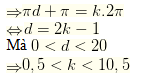 ⇒πd + π = k.2π
⇔d = 2k − 1
Mà 0 < d < 20
⇒0,5 < k < 10,5